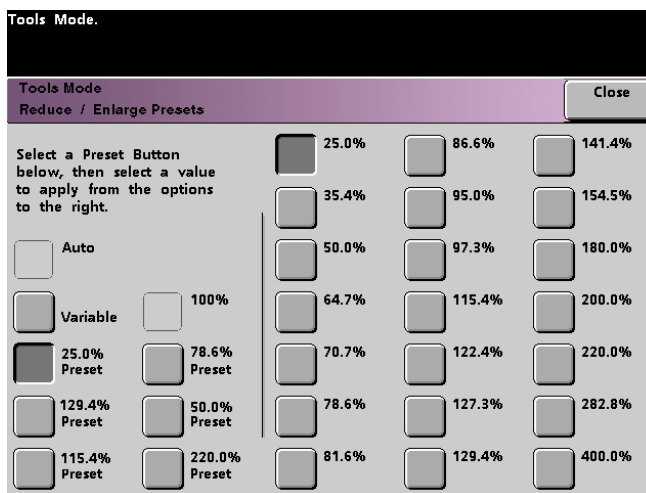 Tools Mode.
Tools Mode
Reduce / Enlarge Presets
Close
Select a Preset Button
below, then select a value
to apply from the options
to the right.
Auto
Variable
100%
25.0%
Preset
78.6%
Preset
129.4%
Preset
50.0%
Preset
115.4%
Preset
220.0%
Preset
25.0%
35.4%
50.0%
64.7%
70.7%
78.6%
81.6%
86.6%
95.0%
97.3%
115.4%
122.4%
127.3%
129.4%
141.4%
154.5%
180.0%
200.0%
220.0%
282.8%
400.0%